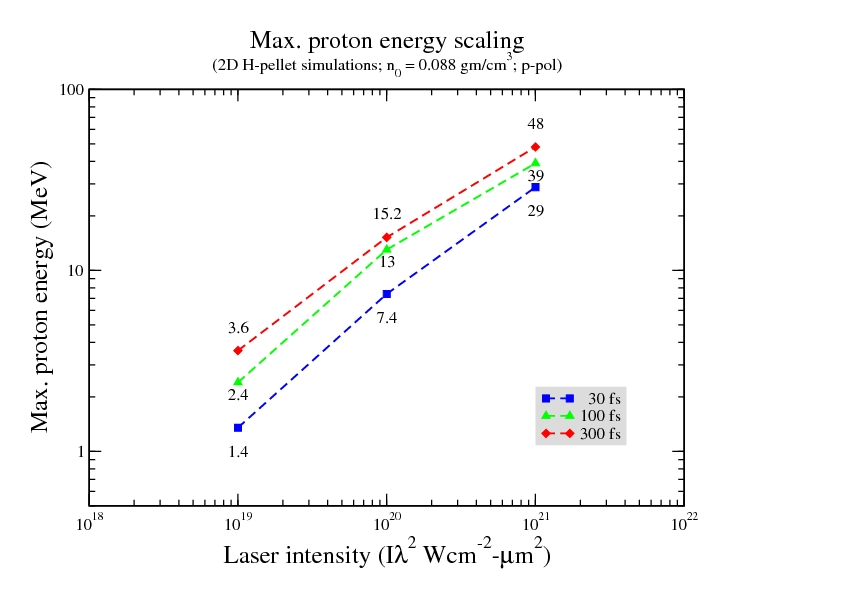 Max. proton energy scaling
(2D H-pellet simulations; n₀ = 0.088 gm/cm³; p-pol)
100
48
39
29
15.2
13
10
7.4
3.6
2.4
1.4
1
30 fs
100 fs
300 fs
10¹⁸ 10¹⁹ 10²⁰ 10²¹ 10²²
Max. proton energy (MeV)
Laser intensity (Iλ² Wcm⁻²-μm²)